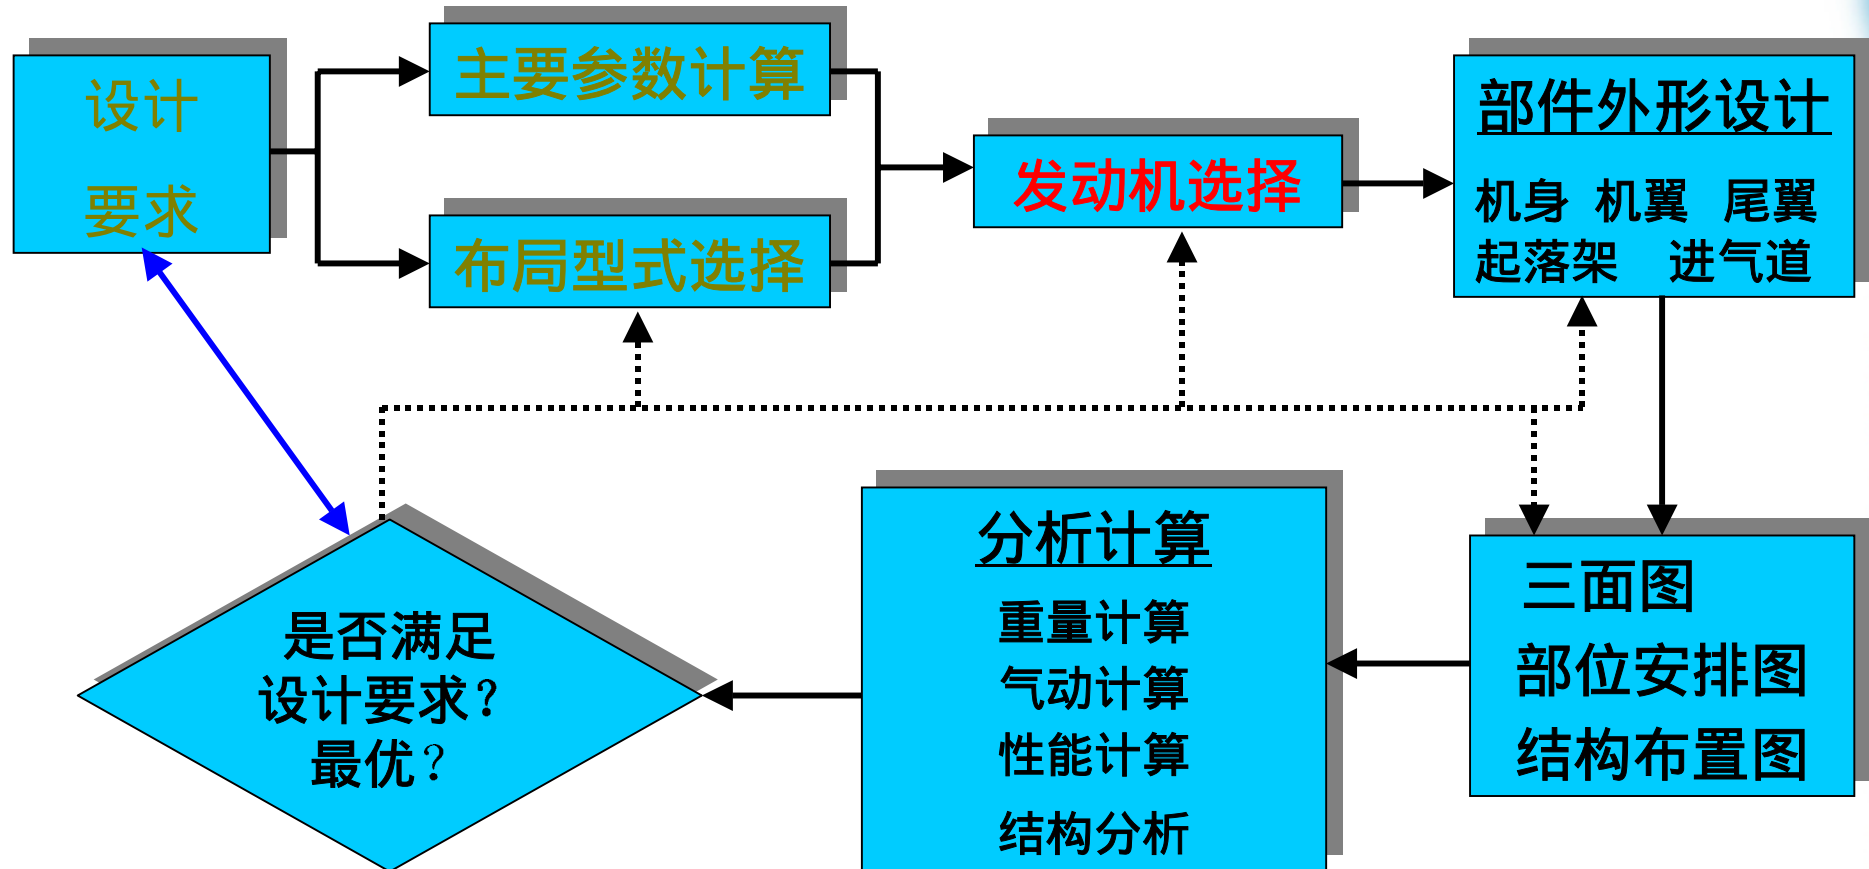 设计
要求
主要参数计算
布局型式选择
发动机选择
部件外形设计
机身 机翼 尾翼
起落架 进气道
三面图
部位安排图
结构布置图
分析计算
重量计算
气动计算
性能计算
结构分析
是否满足
设计要求?
最优?